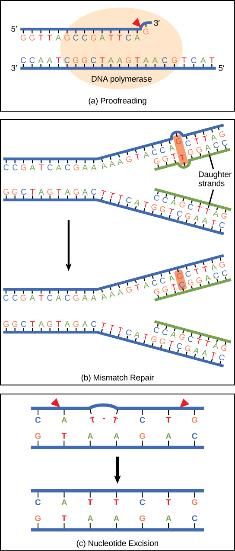 5' 3'
G G T T A G C C G A T T C A G
C C A A T C G G C T A A G T A A C G T C A T
3' 5'
DNA polymerase
(a) Proofreading
C C G A T C A C G A A
Daughter
strands
G G C T A G T A G A C
C C G A T C A C G A A
G G C T A G T A G A C
(b) Mismatch Repair
C A T - T C T G
G T A A G A C
C A T T C T G
G T A A G A C
(c) Nucleotide Excision